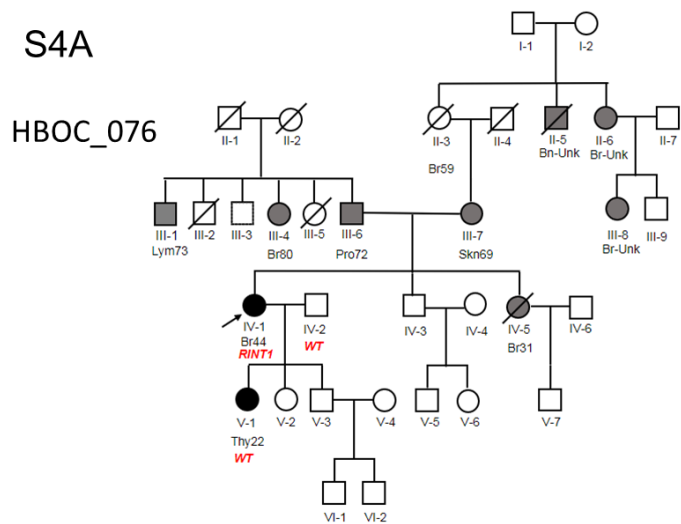 S4A
HBOC_076
I-1 I-2
II-1 II-2 II-3 II-4 II-5 II-6 II-7
Br59 Bn-Unk Br-Unk
III-1 III-2 III-3 III-4 III-5 III-6 III-7 III-8 III-9
Lym73 Br80 Pro72 Skn69 Br-Unk
IV-1 IV-2 IV-3 IV-4 IV-5 IV-6
Br44 Br31
RINT1 WT
V-1 V-2 V-3 V-4 V-5 V-6 V-7
Thy22
WT
VI-1 VI-2